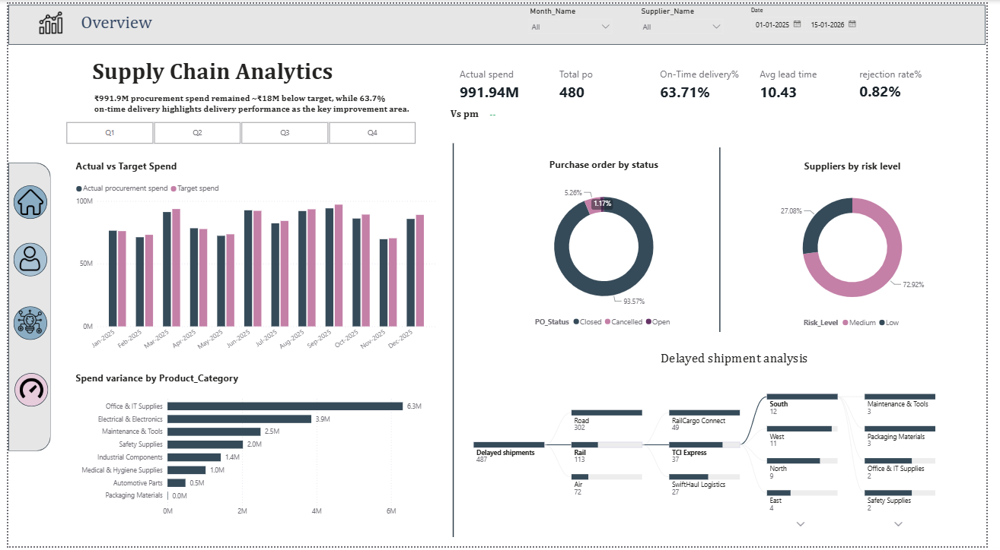 Overview
Month_Name
All
Supplier_Name
All
Date
01-01-2025
15-01-2026
Supply Chain Analytics
₹991.9M procurement spend remained ~₹18M below target, while 63.7%
on-time delivery highlights delivery performance as the key improvement area.
Q1
Q2
Q3
Q4
Actual spend
991.94M
Total po
480
On-Time delivery%
63.71%
Avg lead time
10.43
rejection rate%
0.82%
Vs pm --
Actual vs Target Spend
Actual procurement spend
Target spend
100M
50M
0M
Jan-2025
Feb-2025
Mar-2025
Apr-2025
May-2025
Jun-2025
Jul-2025
Aug-2025
Sep-2025
Oct-2025
Nov-2025
Dec-2025
Spend variance by Product_Category
Office & IT Supplies 6.3M
Electrical & Electronics 3.9M
Maintenance & Tools 2.5M
Safety Supplies 2.0M
Industrial Components 1.4M
Medical & Hygiene Supplies 1.0M
Automotive Parts 0.5M
Packaging Materials 0.0M
0M 2M 4M 6M
Purchase order by status
5.26%
1.17%
93.57%
PO_Status Closed Cancelled Open
Suppliers by risk level
27.08%
72.92%
Risk_Level Medium Low
Delayed shipment analysis
Delayed shipments
487
Road
302
Rail
113
Air
72
RailCargo Connect
49
TCI Express
37
SwiftHaul Logistics
27
South
12
West
11
North
9
East
4
Maintenance & Tools
3
Packaging Materials
3
Office & IT Supplies
2
Safety Supplies
2